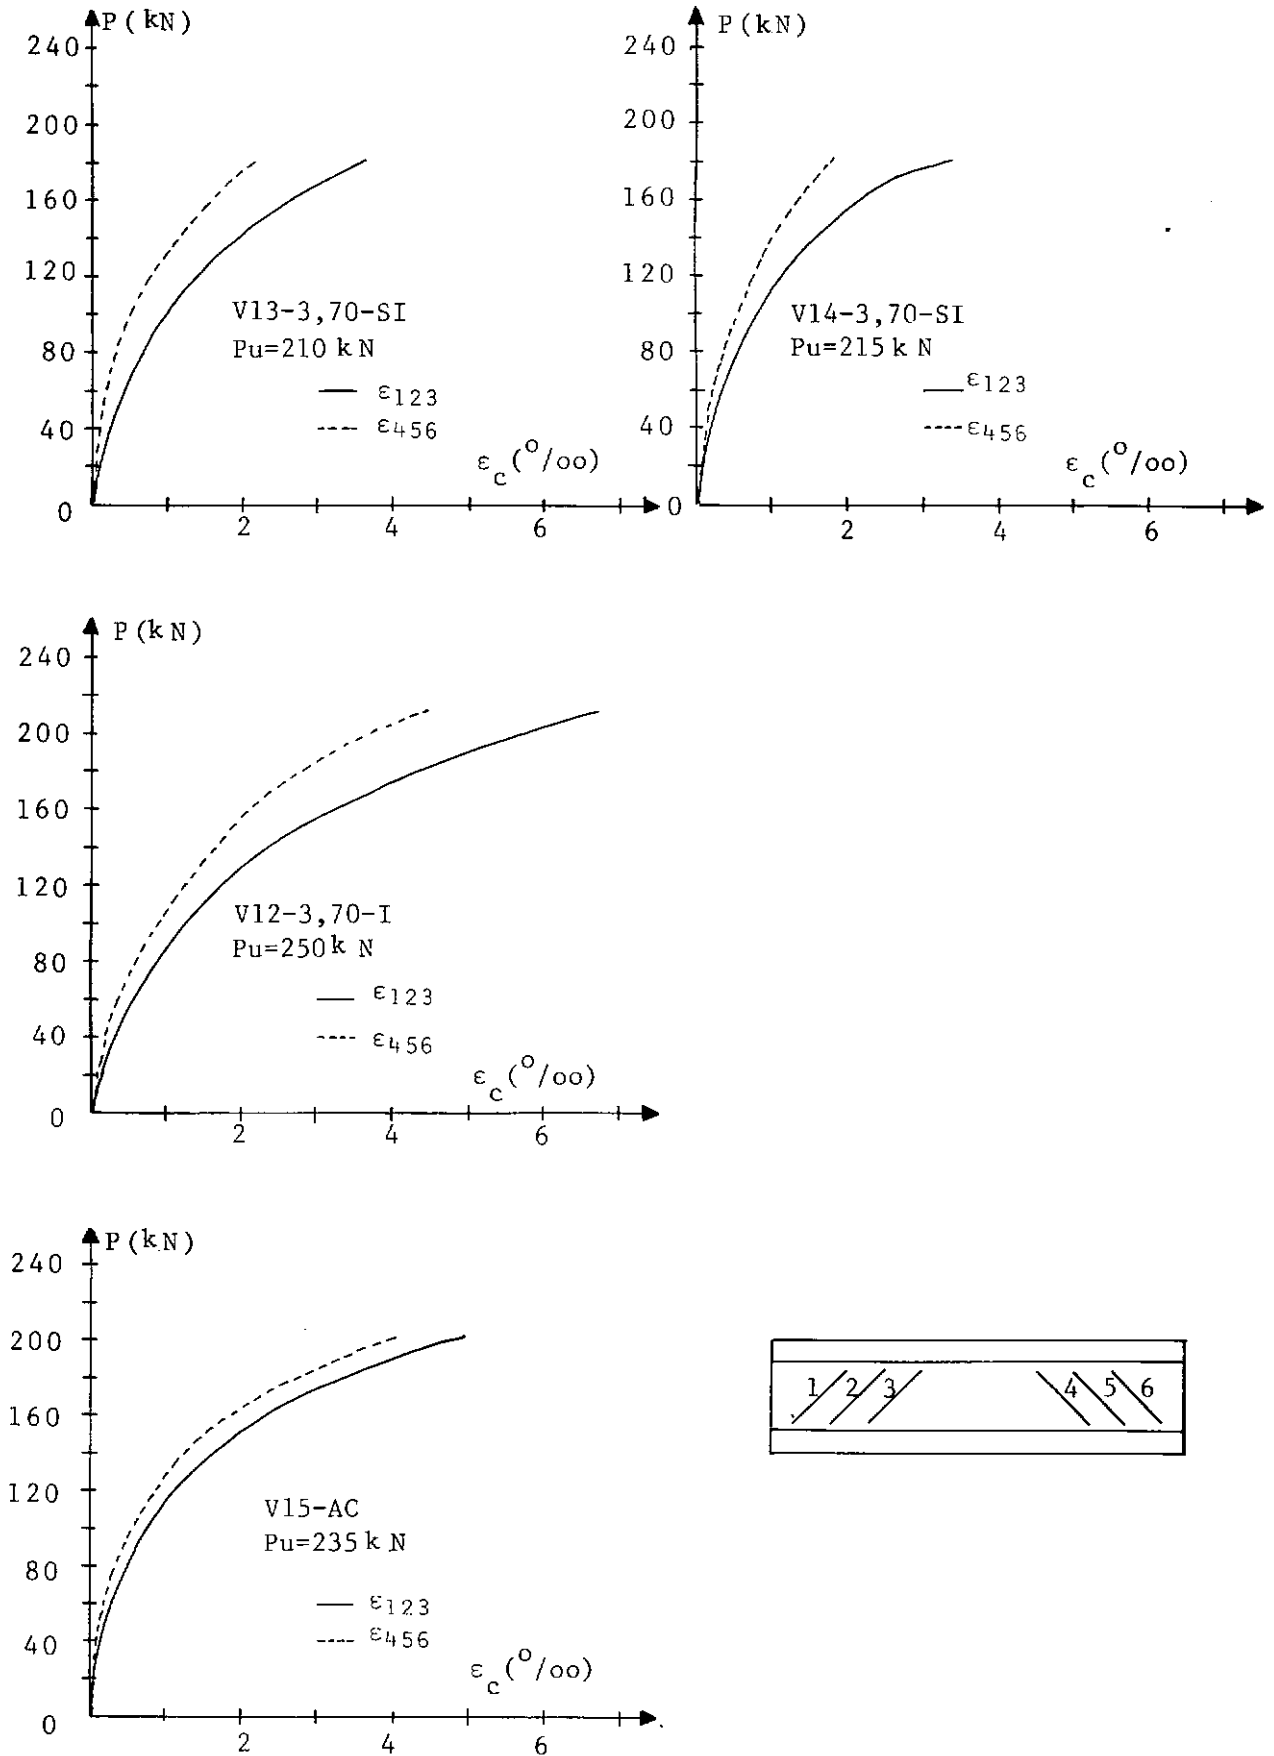 P(kN)
240
200
160
120
80
40
0
V13-3,70-SI
Pu=210 kN
ε123
ε456
εc(º/oo)
2 4 6
P(kN)
240
200
160
120
80
40
0
V14-3,70-SI
Pu=215 kN
ε123
ε456
εc(º/oo)
2 4 6
P(kN)
240
200
160
120
80
40
0
V12-3,70-I
Pu=250 kN
ε123
ε456
εc(º/oo)
2 4 6
P(kN)
240
200
160
120
80
40
0
V15-AC
Pu=235 kN
ε123
ε456
εc(º/oo)
2 4 6
1 2 3 4 5 6